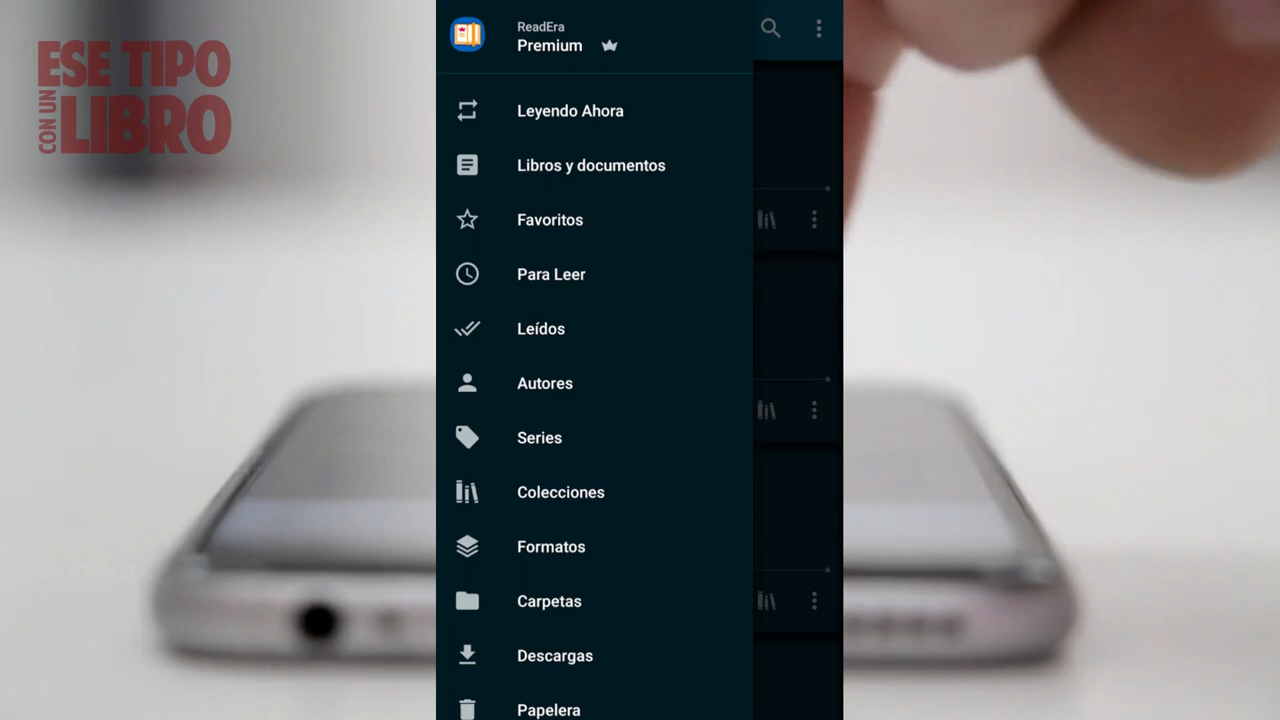 ESE TIPO
CON UN
LIBRO
ReadEra
Premium
Leyendo Ahora
Libros y documentos
Favoritos
Para Leer
Leídos
Autores
Series
Colecciones
Formatos
Carpetas
Descargas
Papelera